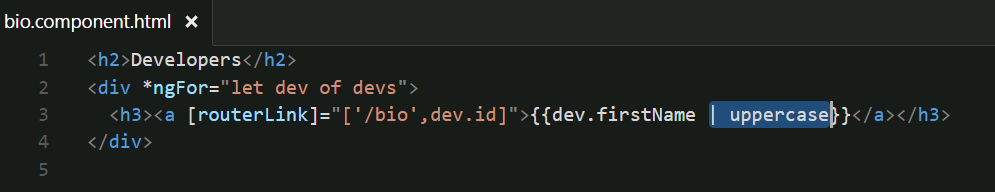 bio.component.html ×
1 <h2>Developers</h2>
2 <div *ngFor="let dev of devs">
3   <h3><a [routerLink]="['/bio',dev.id]">{{dev.firstName | uppercase}}</a></h3>
4 </div>
5